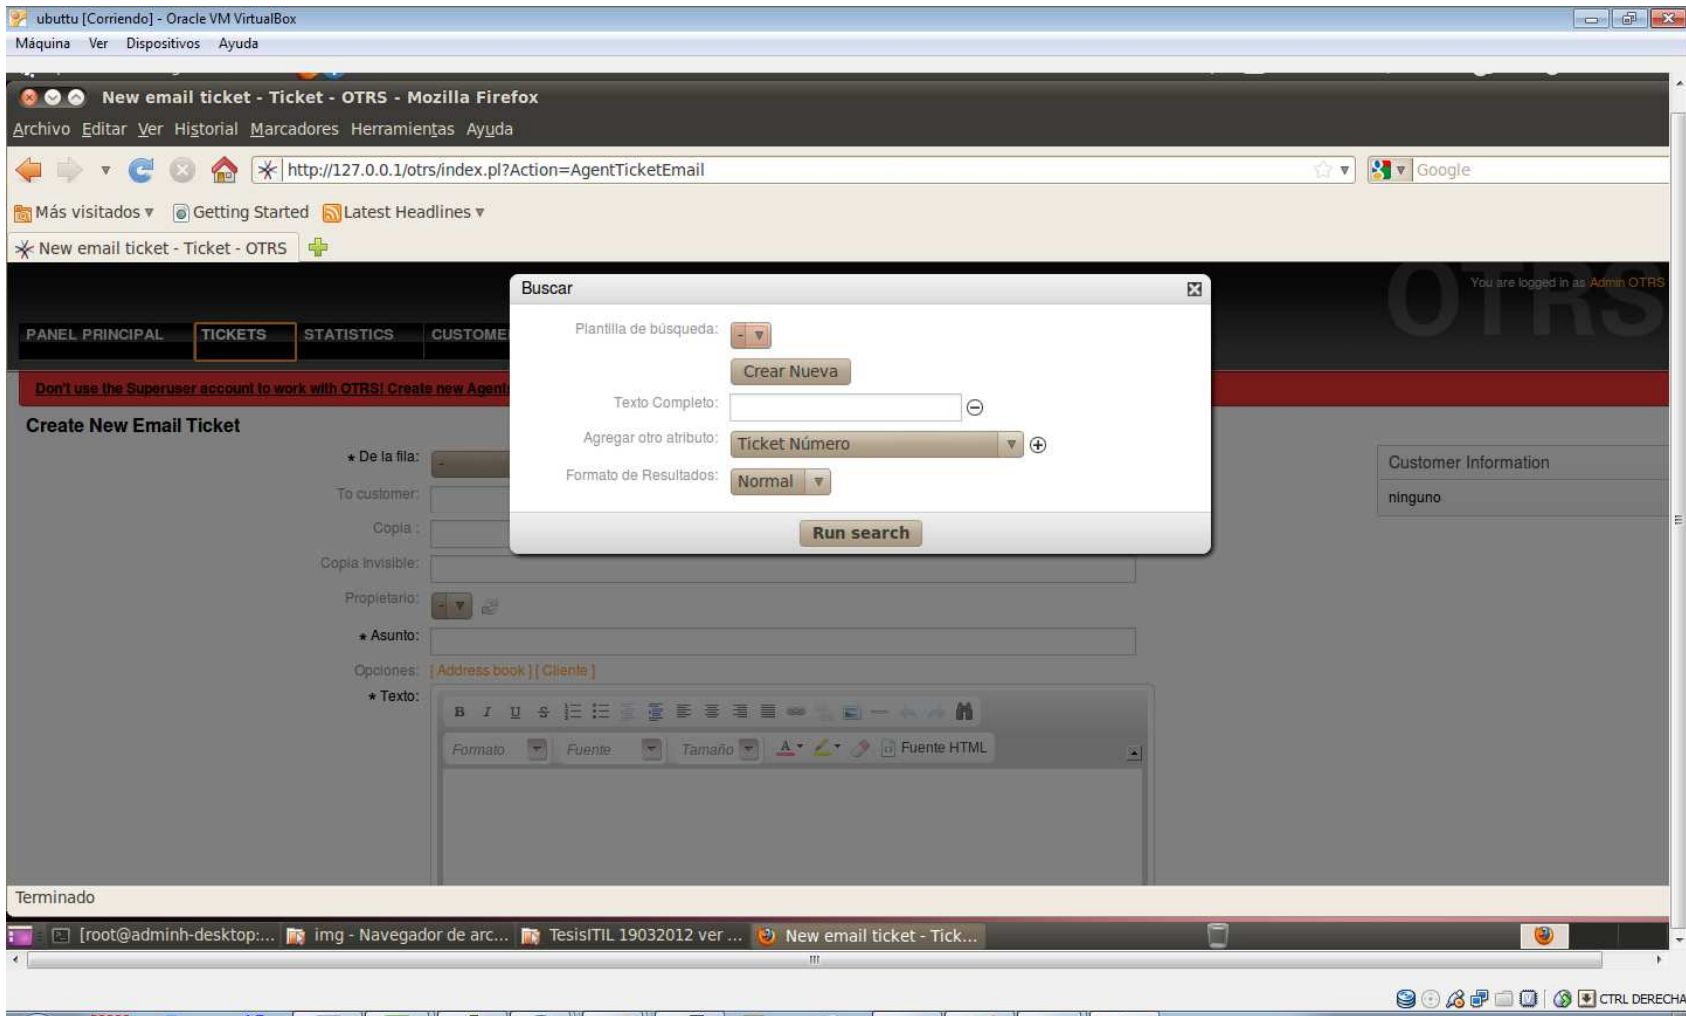 ubuttu [Corriendo] - Oracle VM VirtualBox
Máquina Ver Dispositivos Ayuda
New email ticket - Ticket - OTRS - Mozilla Firefox
Archivo Editar Ver Historial Marcadores Herramientas Ayuda
http://127.0.0.1/otrs/index.pl?Action=AgentTicketEmail
Google
Más visitados Getting Started Latest Headlines
New email ticket - Ticket - OTRS
OTRS
You are logged in as Admin OTRS
PANEL PRINCIPAL TICKETS STATISTICS CUSTOME
Don't use the Superuser account to work with OTRS! Create new Agent
Buscar
Plantilla de búsqueda: -
Crear Nueva
Texto Completo:
Agregar otro atributo: Ticket Número
Formato de Resultados: Normal
Run search
Create New Email Ticket
* De la fila: -
To customer:
Copia :
Copia Invisible:
Propietario: -
* Asunto:
Opciones: [ Address book ] [ Cliente ]
* Texto:
B I U S
Formato Fuente Tamaño A Fuente HTML
Customer Information
ninguno
Terminado
[root@adminh-desktop:... img - Navegador de arc... TesisITIL 19032012 ver ... New email ticket - Tick...
CTRL DERECHA